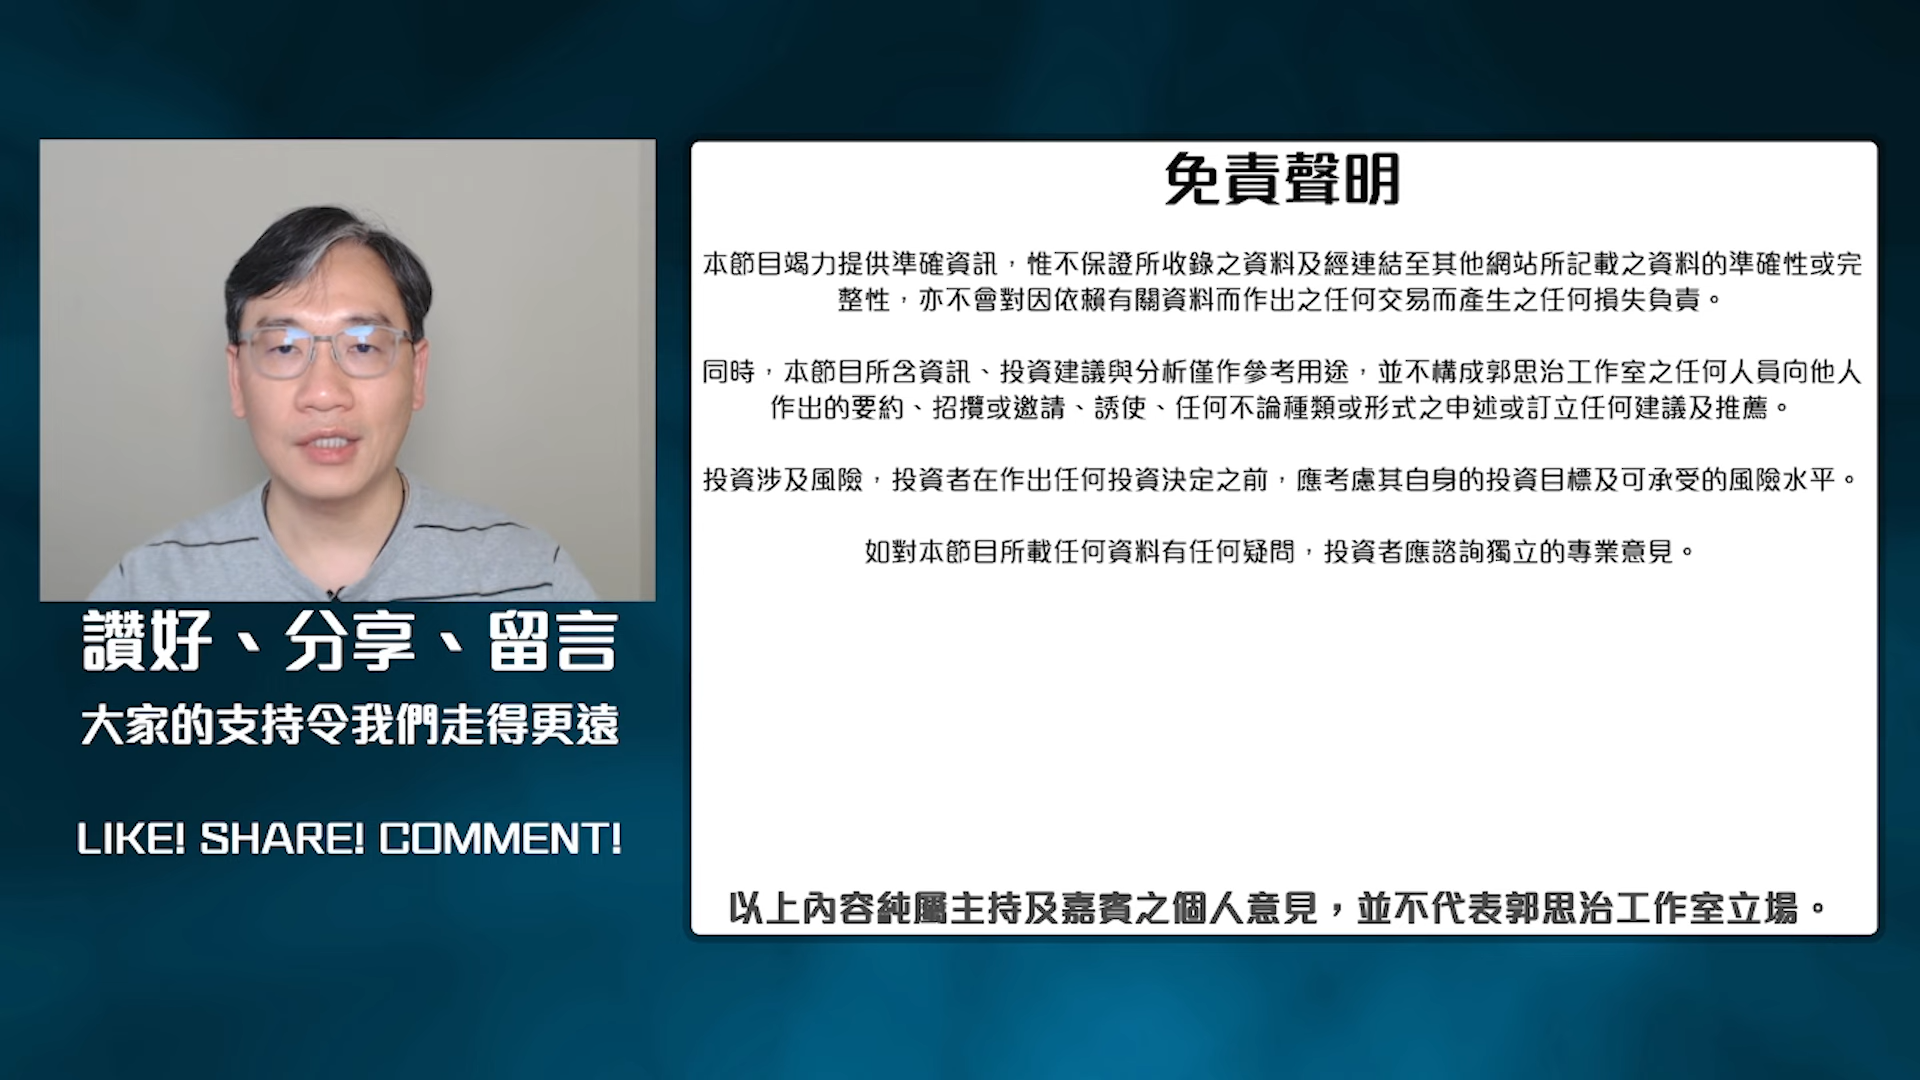 讚好、分享、留言
大家的支持令我們走得更遠
LIKE! SHARE! COMMENT!
免責聲明
本節目竭力提供準確資訊，惟不保證所收錄之資料及經連結至其他網站所記載之資料的準確性或完
整性，亦不會對因依賴有關資料而作出之任何交易而產生之任何損失負責。
同時，本節目所含資訊、投資建議與分析僅作參考用途，並不構成郭思治工作室之任何人員向他人
作出的要約、招攬或邀請、誘使、任何不論種類或形式之申述或訂立任何建議及推薦。
投資涉及風險，投資者在作出任何投資決定之前，應考慮其自身的投資目標及可承受的風險水平。
如對本節目所載任何資料有任何疑問，投資者應諮詢獨立的專業意見。
以上內容純屬主持及嘉賓之個人意見，並不代表郭思治工作室立場。